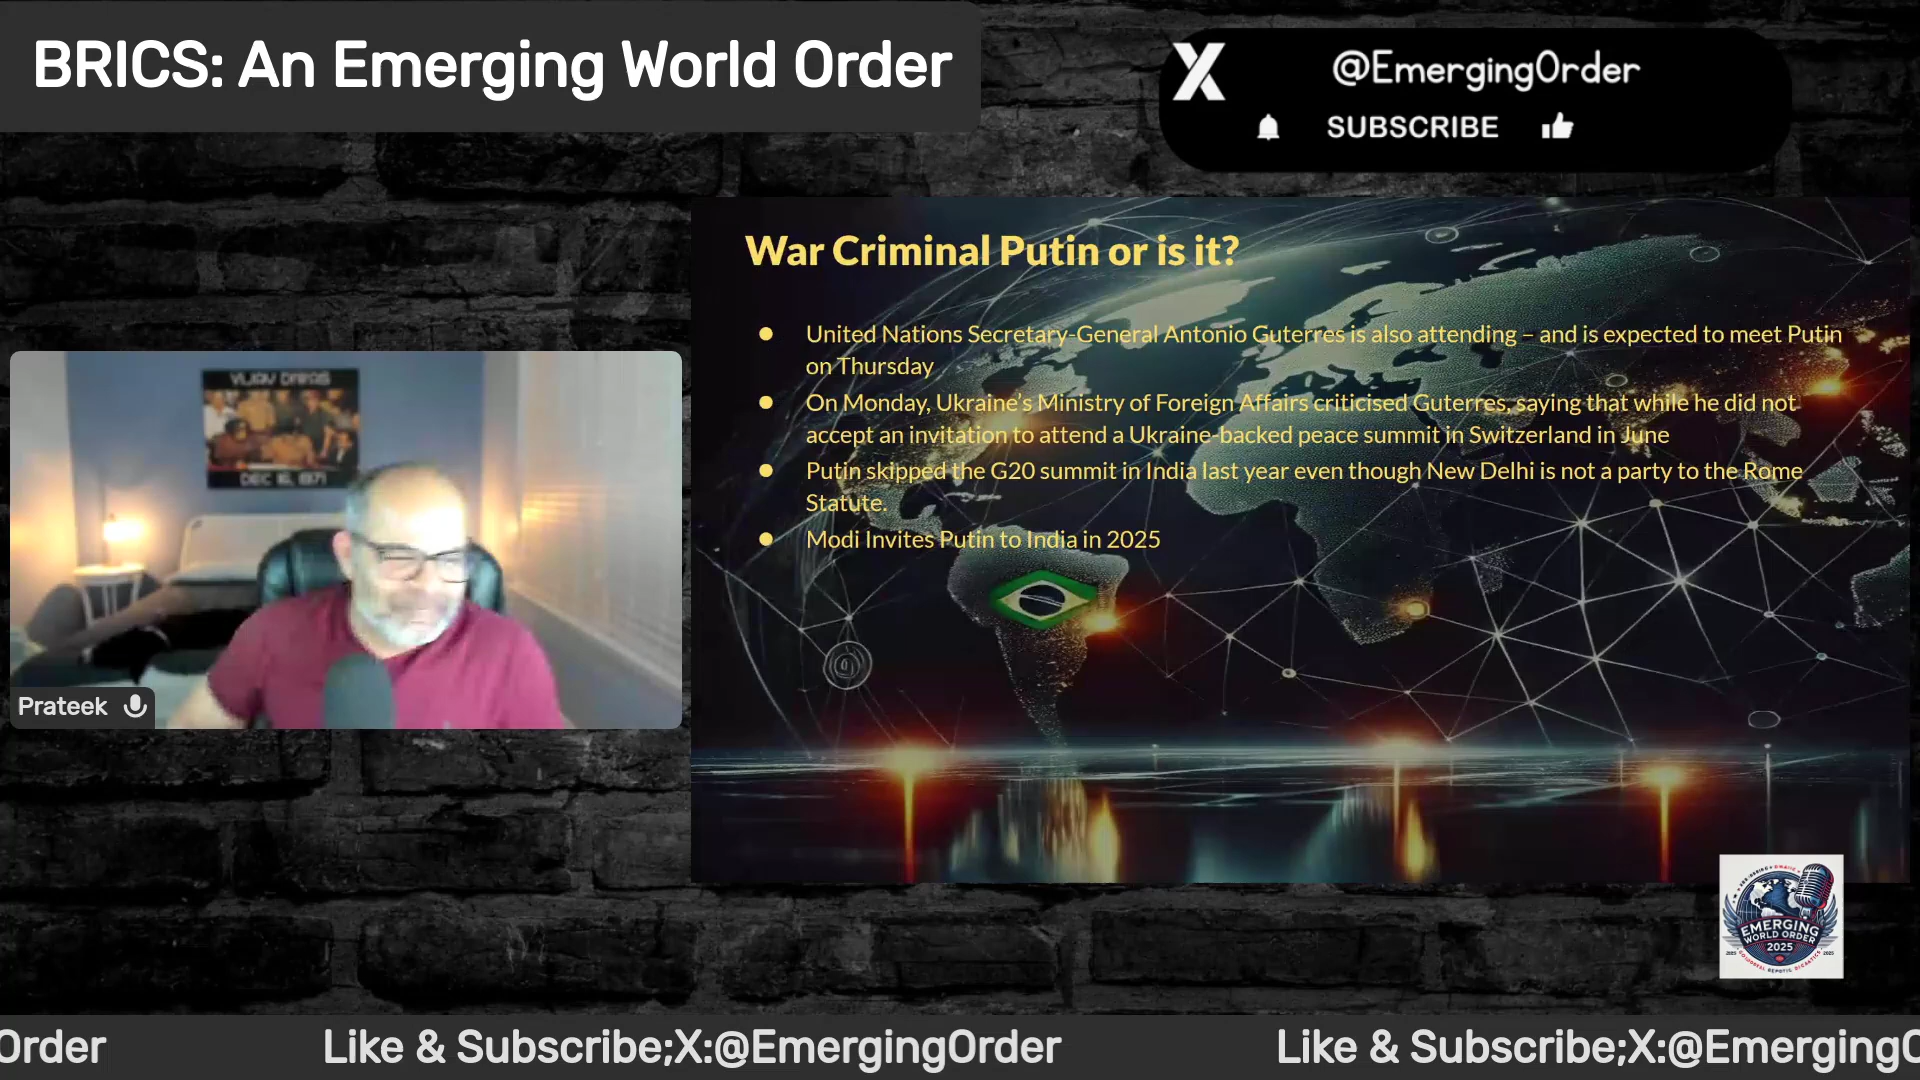 BRICS: An Emerging World Order
X @EmergingOrder
SUBSCRIBE
War Criminal Putin or is it?
● United Nations Secretary-General Antonio Guterres is also attending – and is expected to meet Putin
on Thursday
● On Monday, Ukraine's Ministry of Foreign Affairs criticised Guterres, saying that while he did not
accept an invitation to attend a Ukraine-backed peace summit in Switzerland in June
● Putin skipped the G20 summit in India last year even though New Delhi is not a party to the Rome
Statute.
● Modi Invites Putin to India in 2025
VIJAY DIWAS
DEC 16, 1971
Prateek
EMERGING
WORLD ORDER
2025
Order Like & Subscribe;X:@EmergingOrder Like & Subscribe;X:@EmergingO